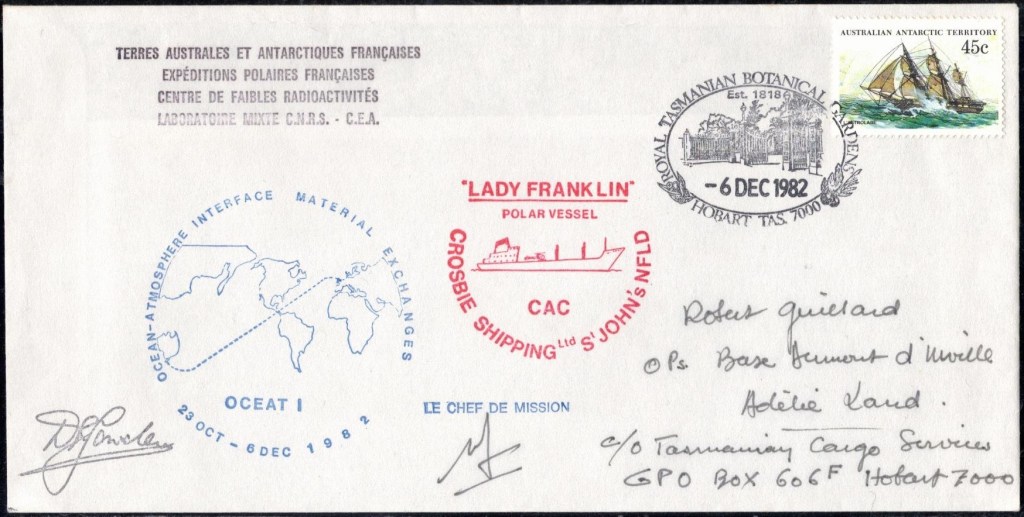 TERRES AUSTRALES ET ANTARCTIQUES FRANÇAISES
EXPÉDITIONS POLAIRES FRANÇAISES
CENTRE DE FAIBLES RADIOACTIVITÉS
LABORATOIRE MIXTE C.N.R.S. - C.E.A.
AUSTRALIAN ANTARCTIC TERRITORY
45c
ROYAL TASMANIAN BOTANICAL GARDENS
Est. 1818
-6 DEC 1982
HOBART TAS. 7000
"LADY FRANKLIN"
POLAR VESSEL
CAC
CROSBIE SHIPPING Ltd St JOHN's NFLD
OCEAN-ATMOSPHERE INTERFACE MATERIAL EXCHANGES
OCEAT I
23 OCT - 6 DEC 1982
LE CHEF DE MISSION
Robert Guillard
OPs Base Dumont d'Urville
Adélie Land.
c/o Tasmanian Cargo Services
GPO BOX 606F Hobart 7000